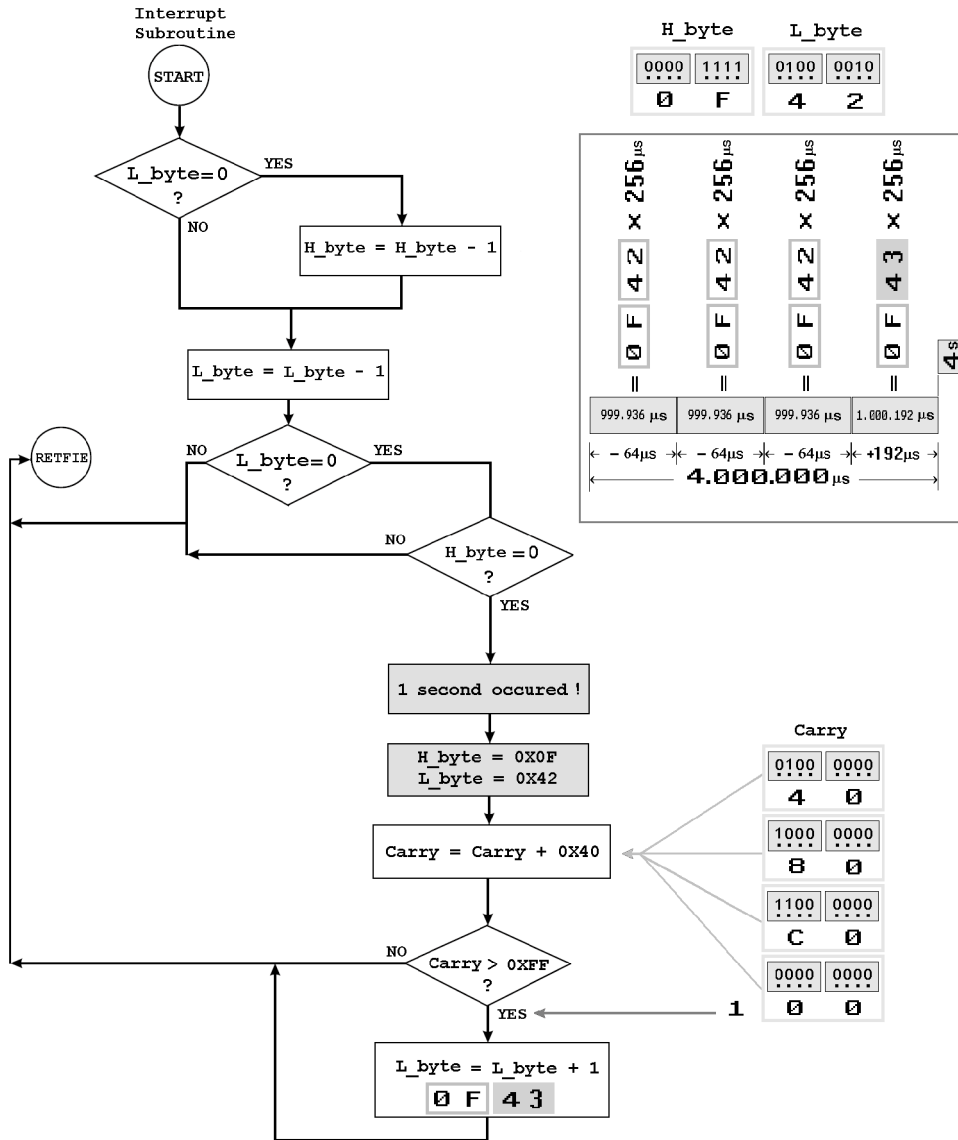 Interrupt
Subroutine
START
L_byte=0
?
YES
NO
H_byte = H_byte - 1
L_byte = L_byte - 1
RETFIE
NO
L_byte=0
?
YES
NO
H_byte=0
?
YES
1 second occured !
H_byte = 0X0F
L_byte = 0X42
Carry = Carry + 0X40
NO
Carry > 0XFF
?
YES
L_byte = L_byte + 1
0 F 4 3
H_byte L_byte
0000 1111 0100 0010
0 F 4 2
0F 42 x 256µs
0F 42 x 256µs
0F 42 x 256µs
0F 43 x 256µs
= = = =
4s
999.936 µs 999.936 µs 999.936 µs 1.000.192 µs
- 64µs - 64µs - 64µs +192µs
4.000.000µs
Carry
0100 0000
4 0
1000 0000
8 0
1100 0000
C 0
0000 0000
1 0 0